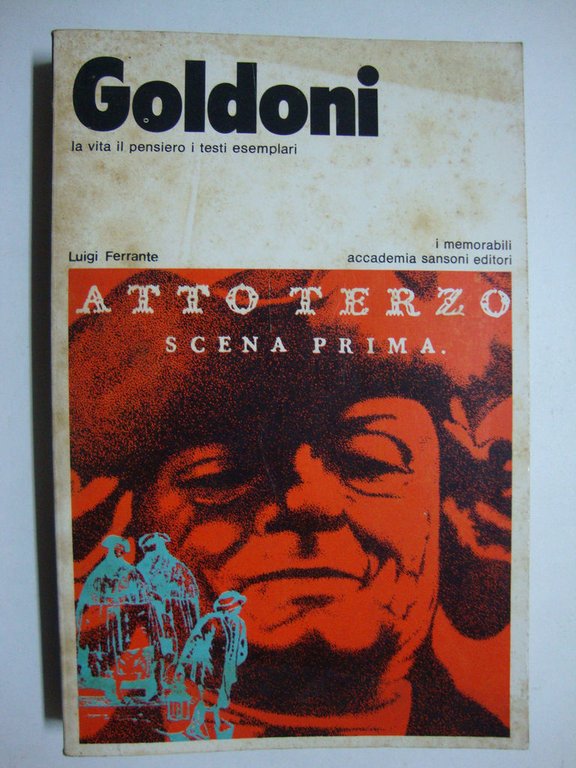 Goldoni
la vita il pensiero i testi esemplari
Luigi Ferrante
i memorabili
accademia sansoni editori
ATTO TERZO
SCENA PRIMA.